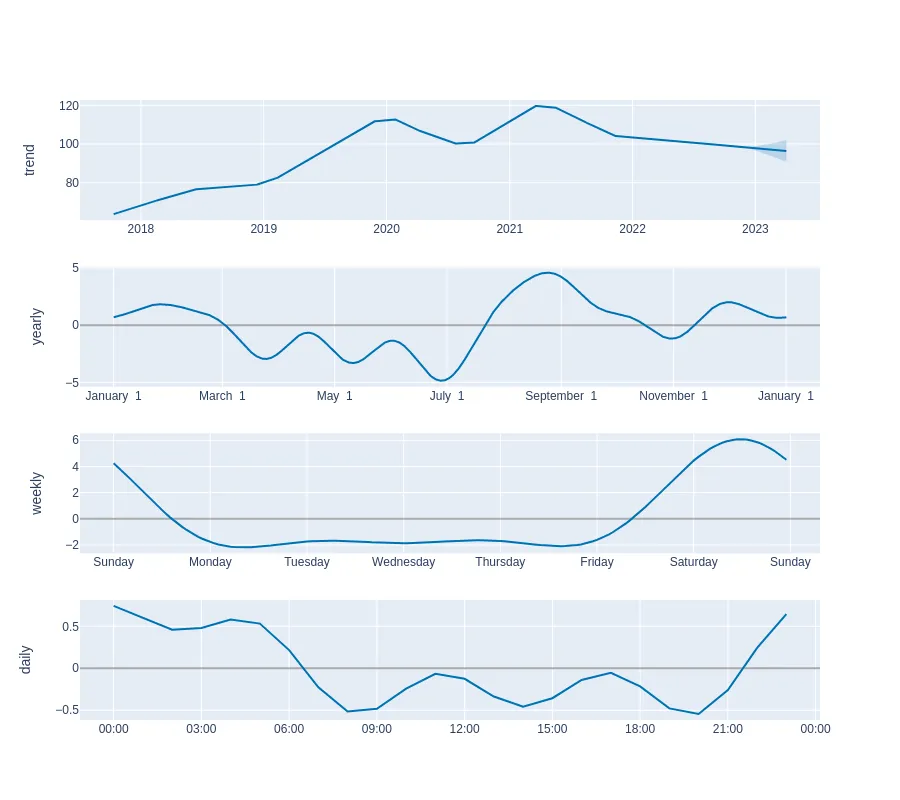 trend
120
100
80
2018 2019 2020 2021 2022 2023
yearly
5
0
−5
January 1 March 1 May 1 July 1 September 1 November 1 January 1
weekly
6
4
2
0
−2
Sunday Monday Tuesday Wednesday Thursday Friday Saturday Sunday
daily
0.5
0
−0.5
00:00 03:00 06:00 09:00 12:00 15:00 18:00 21:00 00:00